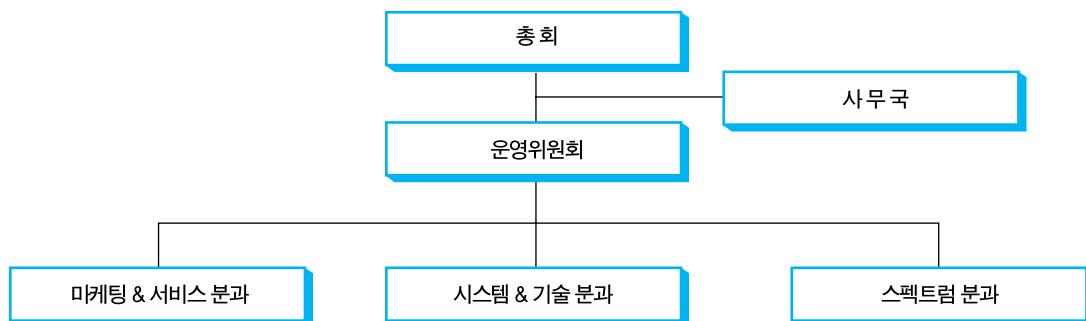 총 회
사 무 국
운영위원회
마케팅 & 서비스 분과
시스템 & 기술 분과
스펙트럼 분과